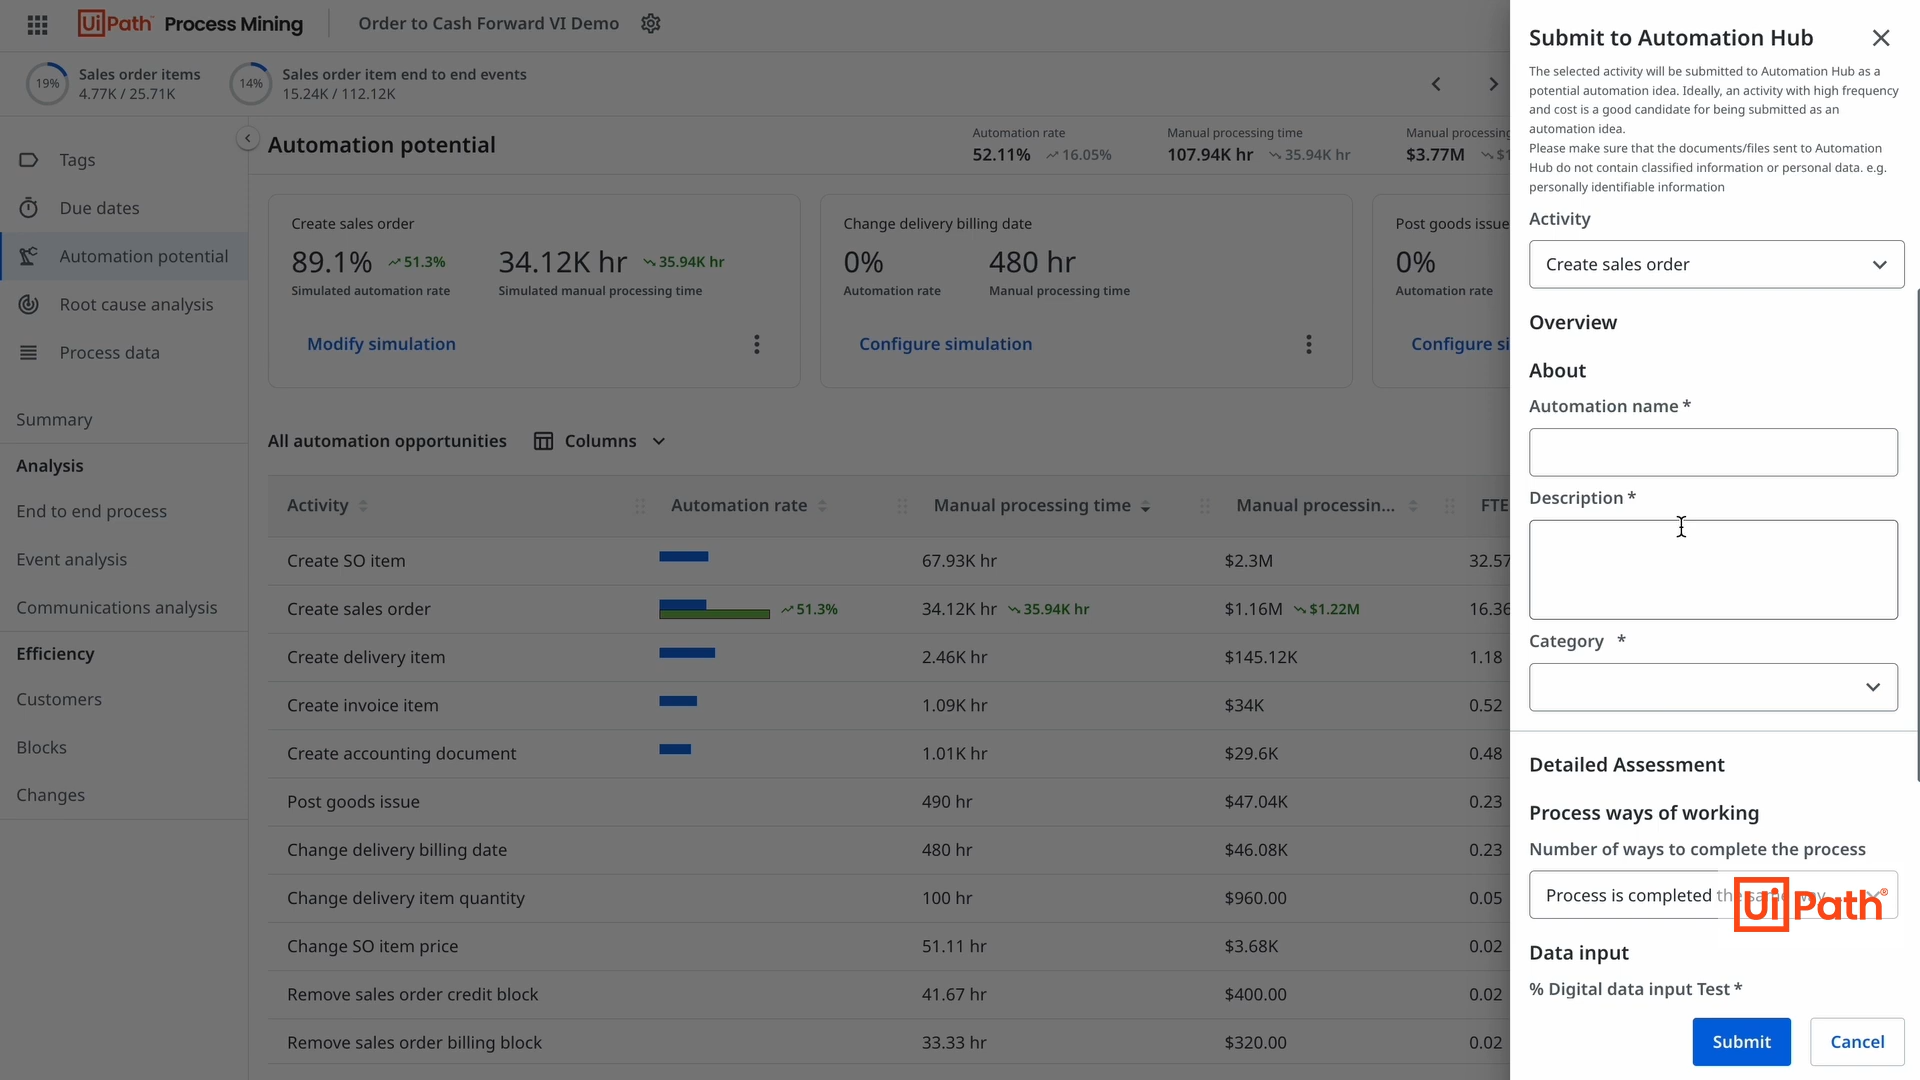 UiPath Process Mining
Order to Cash Forward VI Demo
19%
Sales order items
4.77K / 25.71K
14%
Sales order item end to end events
15.24K / 112.12K
Tags
Due dates
Automation potential
Root cause analysis
Process data
Summary
Analysis
End to end process
Event analysis
Communications analysis
Efficiency
Customers
Blocks
Changes
Automation potential
Automation rate
52.11% 16.05%
Manual processing time
107.94K hr 35.94K hr
Manual processing
$3.77M
Create sales order
89.1% 51.3%
Simulated automation rate
34.12K hr 35.94K hr
Simulated manual processing time
Modify simulation
Change delivery billing date
0%
Automation rate
480 hr
Manual processing time
Configure simulation
Post goods issue
0%
Automation rate
Configure si
All automation opportunities
Columns
Activity Automation rate Manual processing time Manual processin... FTE
Create SO item 67.93K hr $2.3M 32.57
Create sales order 51.3% 34.12K hr 35.94K hr $1.16M $1.22M 16.36
Create delivery item 2.46K hr $145.12K 1.18
Create invoice item 1.09K hr $34K 0.52
Create accounting document 1.01K hr $29.6K 0.48
Post goods issue 490 hr $47.04K 0.23
Change delivery billing date 480 hr $46.08K 0.23
Change delivery item quantity 100 hr $960.00 0.05
Change SO item price 51.11 hr $3.68K 0.02
Remove sales order credit block 41.67 hr $400.00 0.02
Remove sales order billing block 33.33 hr $320.00 0.02
Submit to Automation Hub
The selected activity will be submitted to Automation Hub as a
potential automation idea. Ideally, an activity with high frequency
and cost is a good candidate for being submitted as an
automation idea.
Please make sure that the documents/files sent to Automation
Hub do not contain classified information or personal data. e.g.
personally identifiable information
Activity
Create sales order
Overview
About
Automation name *
Description *
Category *
Detailed Assessment
Process ways of working
Number of ways to complete the process
Process is completed the same way
UiPath®
Data input
% Digital data input Test *
Submit
Cancel